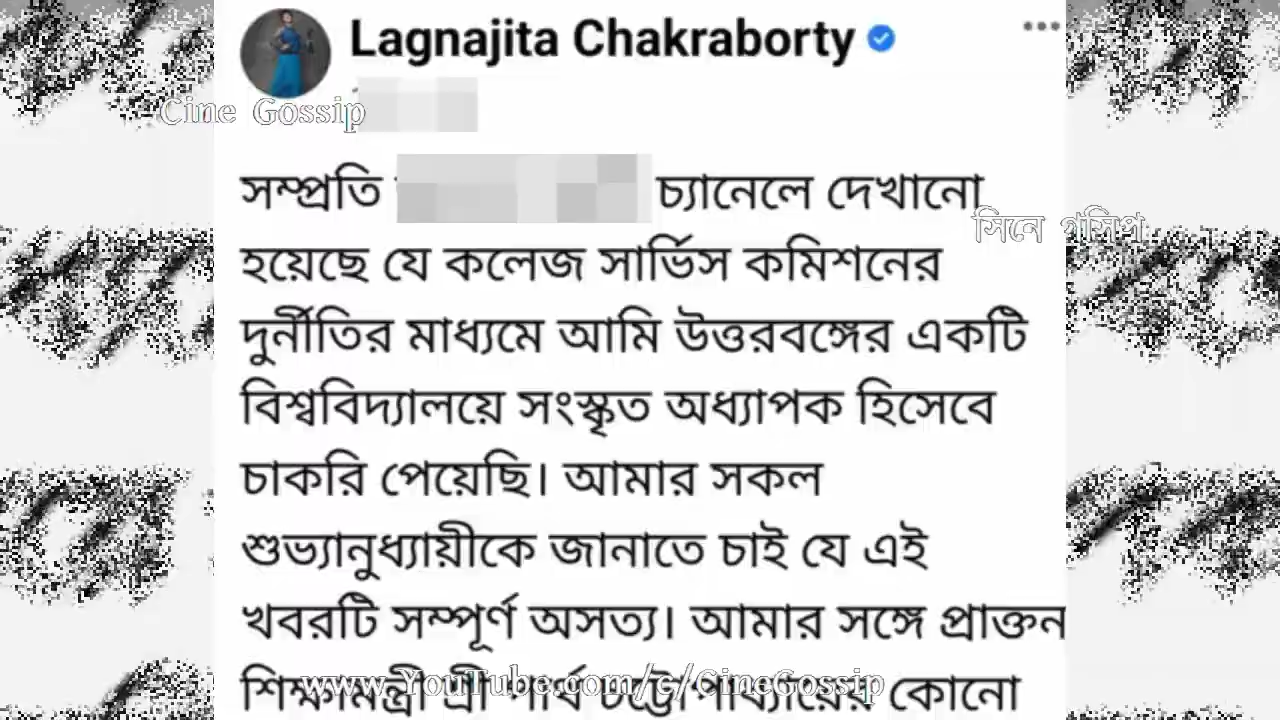 Lagnajita Chakraborty
Cine Gossip
সম্প্রতি চ্যানেলে দেখানো
সিনে গসিপ
হয়েছে যে কলেজ সার্ভিস কমিশনের
দুর্নীতির মাধ্যমে আমি উত্তরবঙ্গের একটি
বিশ্ববিদ্যালয়ে সংস্কৃত অধ্যাপক হিসেবে
চাকরি পেয়েছি। আমার সকল
শুভ্যানুধ্যায়ীকে জানাতে চাই যে এই
খবরটি সম্পূর্ণ অসত্য। আমার সঙ্গে প্রাক্তন
শিক্ষামন্ত্রী শ্রী পার্থ চট্টোপাধ্যায়ের কোনো
www.YouTube.com/c/CineGossip